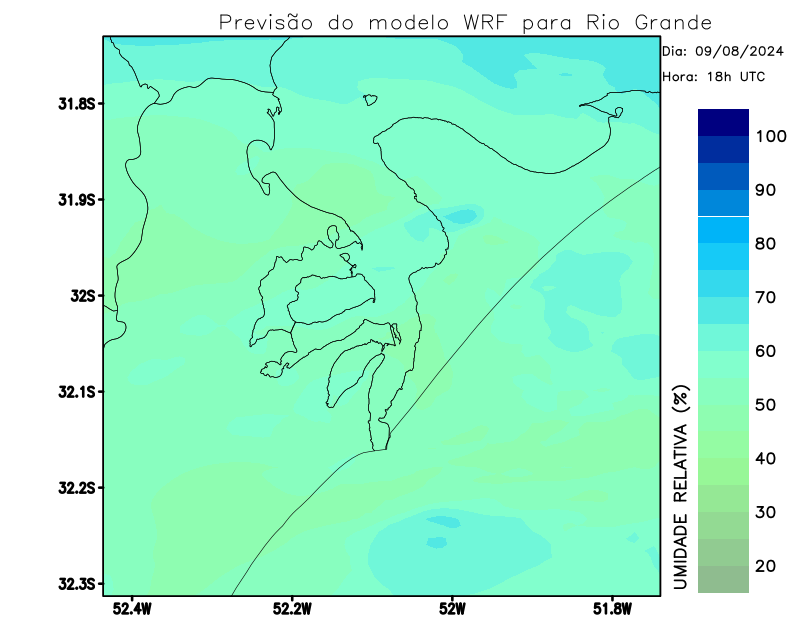 Previsão do modelo WRF para Rio Grande
Dia: 09/08/2024
Hora: 18h UTC
31.8S
31.9S
32S
32.1S
32.2S
32.3S
52.4W
52.2W
52W
51.8W
100
90
80
70
60
50
40
30
20
UMIDADE RELATIVA (%)